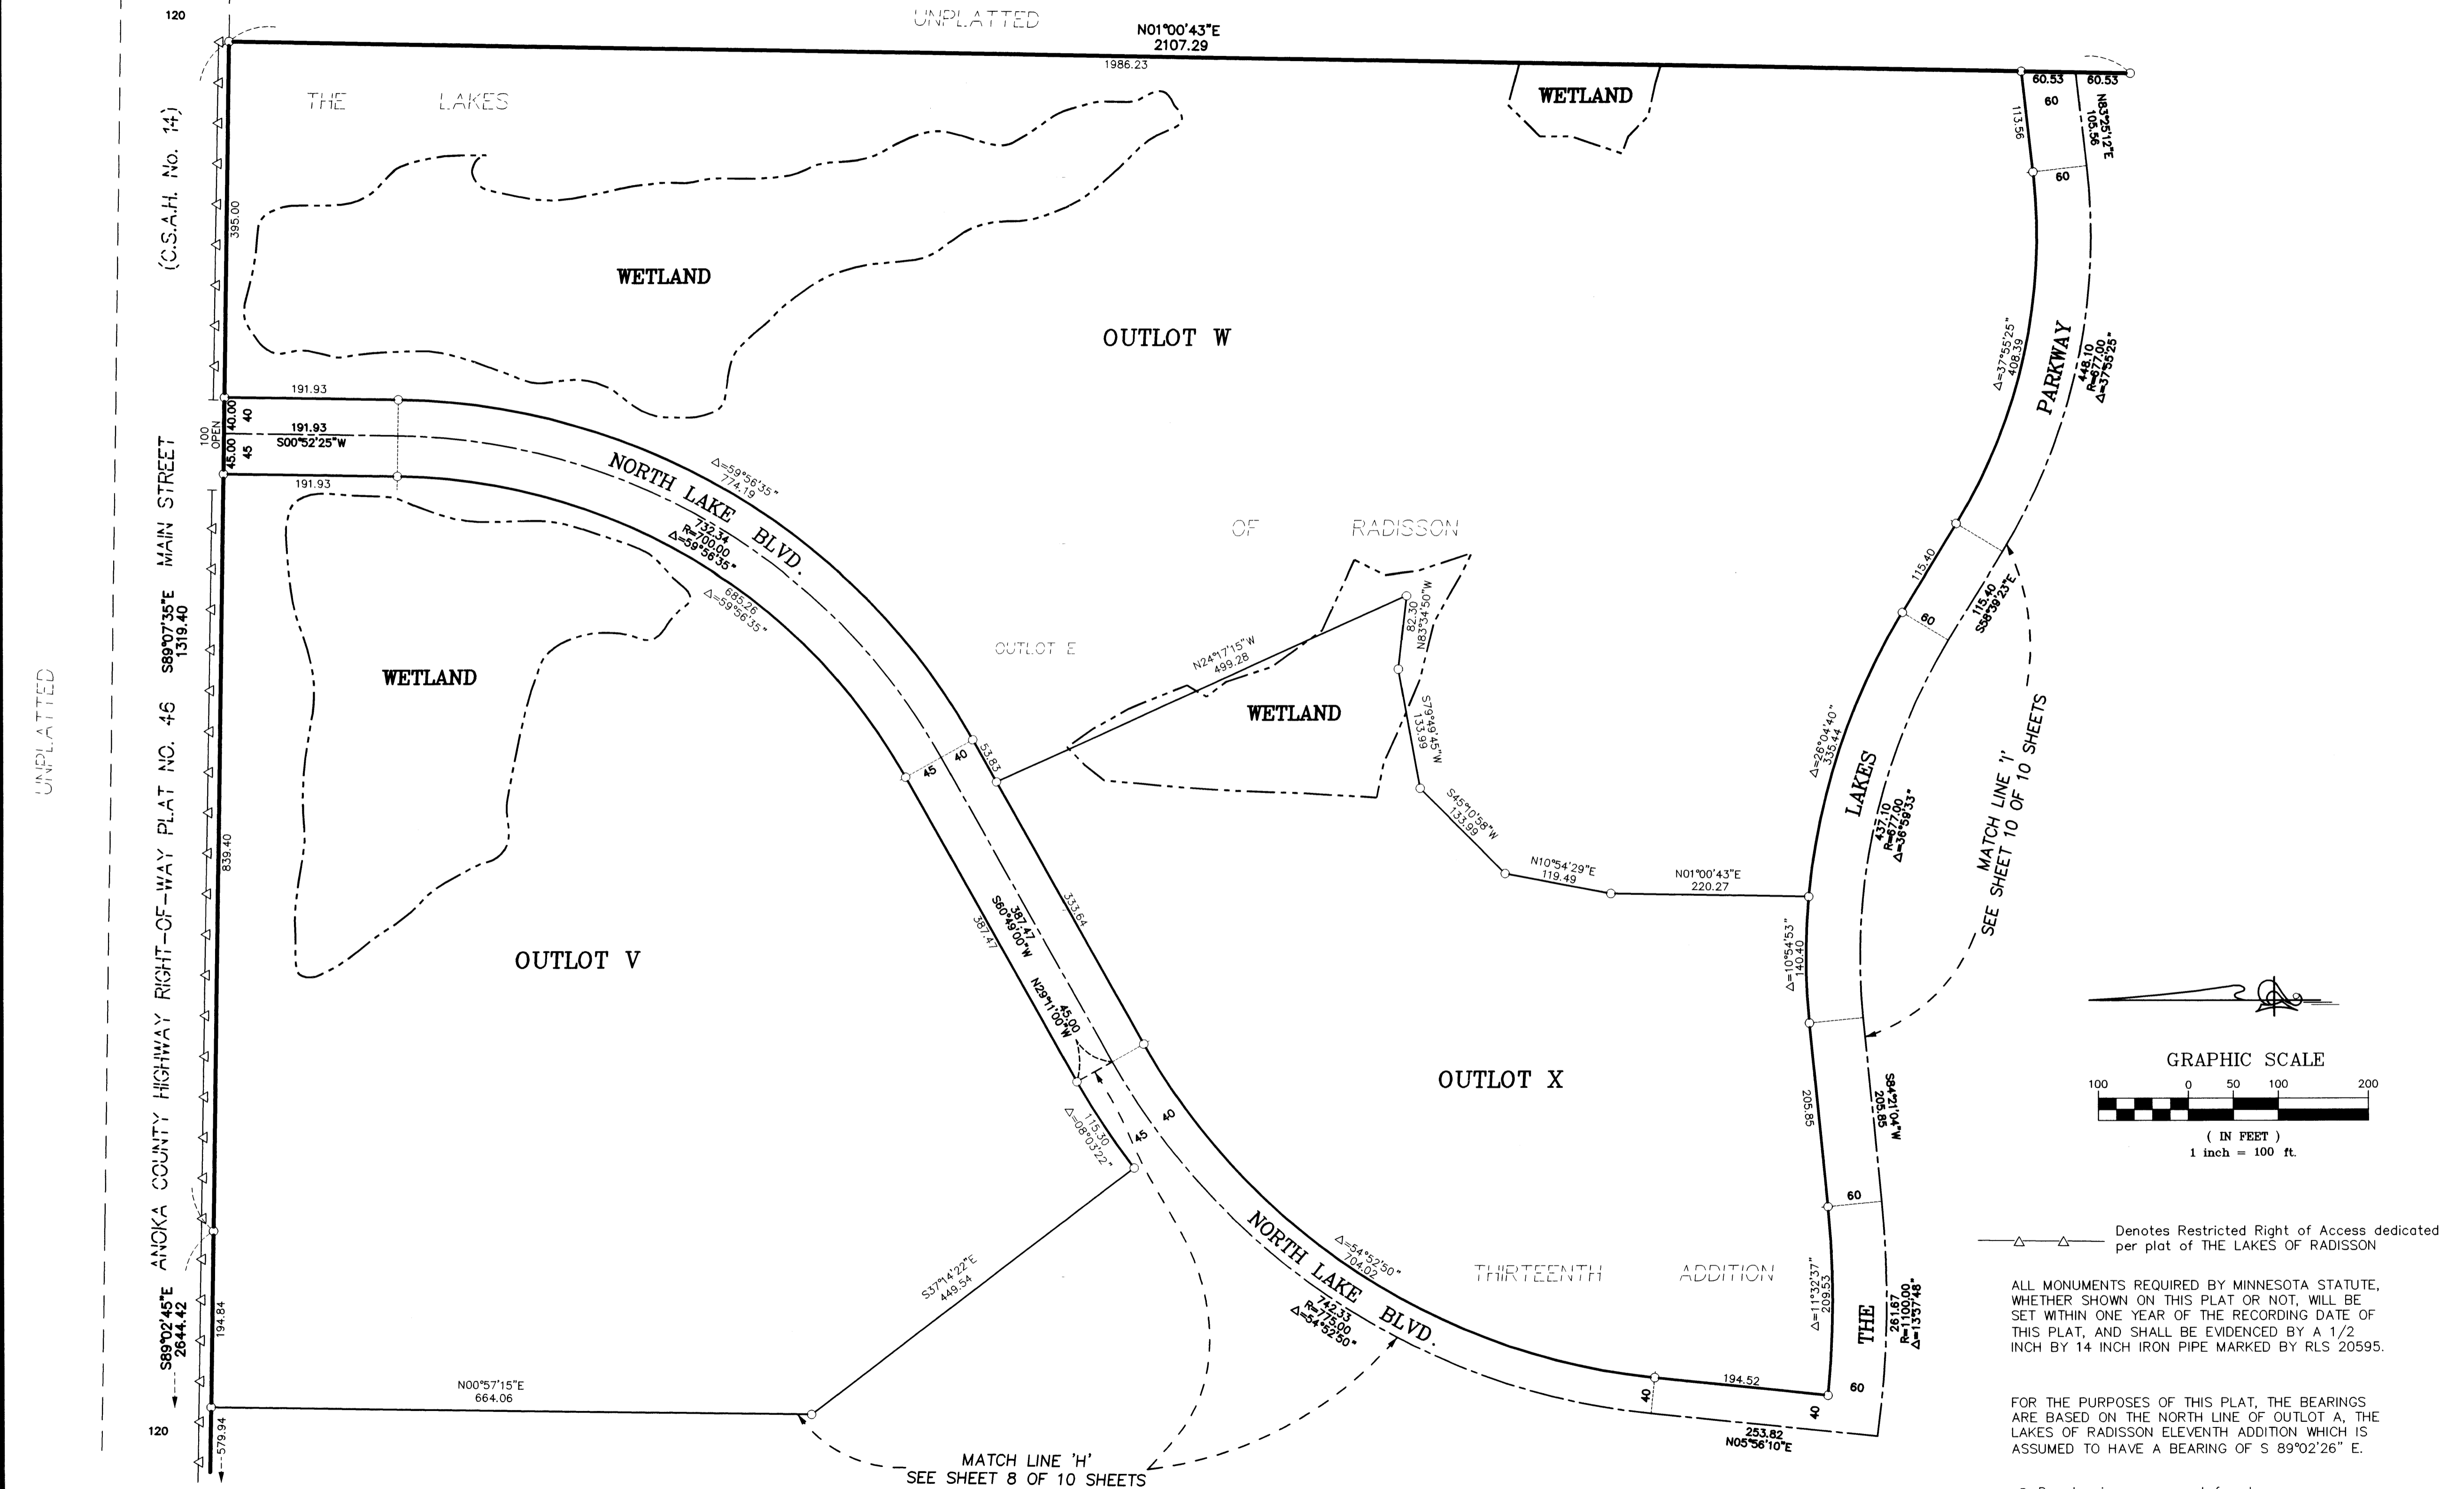 120
UNPLATTED
N01°00'43"E
2107.29
1986.23
60.53
60.53
60
N83°25'12"E
105.56
113.56
60
THE LAKES
WETLAND
WETLAND
(C.S.A.H. No. 14)
395.00
OUTLOT W
Δ=37°55'25"
408.39
PARKWAY
448.10
R=677.00
Δ=37°55'25"
191.93
40.00
40
100
OPEN
191.93
S00°52'25"W
45.00
45
191.93
NORTH LAKE BLVD.
Δ=59°56'35"
774.19
732.34
R=700.00
Δ=59°56'35"
685.26
Δ=59°56'35"
OF RADISSON
115.40
115.40
S58°39'23"E
60
UNPLATTED
ANOKA COUNTY HIGHWAY RIGHT-OF-WAY PLAT NO. 46 MAIN STREET
S89°07'35"E
1319.40
WETLAND
OUTLOT E
N24°17'15"W
499.28
82.30
N83°34'50"W
WETLAND
S79°49'45"W
133.99
53.83
45
40
839.40
S45°10'58"W
133.99
N10°54'29"E
119.49
N01°00'43"E
220.27
Δ=26°04'40"
335.44
LAKES
437.10
R=677.00
Δ=36°59'33"
MATCH LINE 'I'
SEE SHEET 10 OF 10 SHEETS
333.64
387.47
S60°49'00"W
387.47
OUTLOT V
Δ=10°54'53"
140.40
N29°11'00"W
45.00
OUTLOT X
GRAPHIC SCALE
100 0 50 100 200
( IN FEET )
1 inch = 100 ft.
S84°21'04"W
205.85
205.85
115.30
Δ=08°03'22"
45
40
60
Denotes Restricted Right of Access dedicated
per plat of THE LAKES OF RADISSON
S37°14'22"E
449.54
NORTH LAKE BLVD.
Δ=54°52'50"
704.02
742.33
R=775.00
Δ=54°52'50"
THIRTEENTH ADDITION
Δ=11°32'37"
209.53
THE
261.67
R=1100.00
Δ=13°37'48"
ALL MONUMENTS REQUIRED BY MINNESOTA STATUTE,
WHETHER SHOWN ON THIS PLAT OR NOT, WILL BE
SET WITHIN ONE YEAR OF THE RECORDING DATE OF
THIS PLAT, AND SHALL BE EVIDENCED BY A 1/2
INCH BY 14 INCH IRON PIPE MARKED BY RLS 20595.
S89°02'45"E
2644.42
194.84
N00°57'15"E
664.06
194.52
60
40
40
253.82
N05°56'10"E
FOR THE PURPOSES OF THIS PLAT, THE BEARINGS
ARE BASED ON THE NORTH LINE OF OUTLOT A, THE
LAKES OF RADISSON ELEVENTH ADDITION WHICH IS
ASSUMED TO HAVE A BEARING OF S 89°02'26" E.
120
579.94
MATCH LINE 'H'
SEE SHEET 8 OF 10 SHEETS